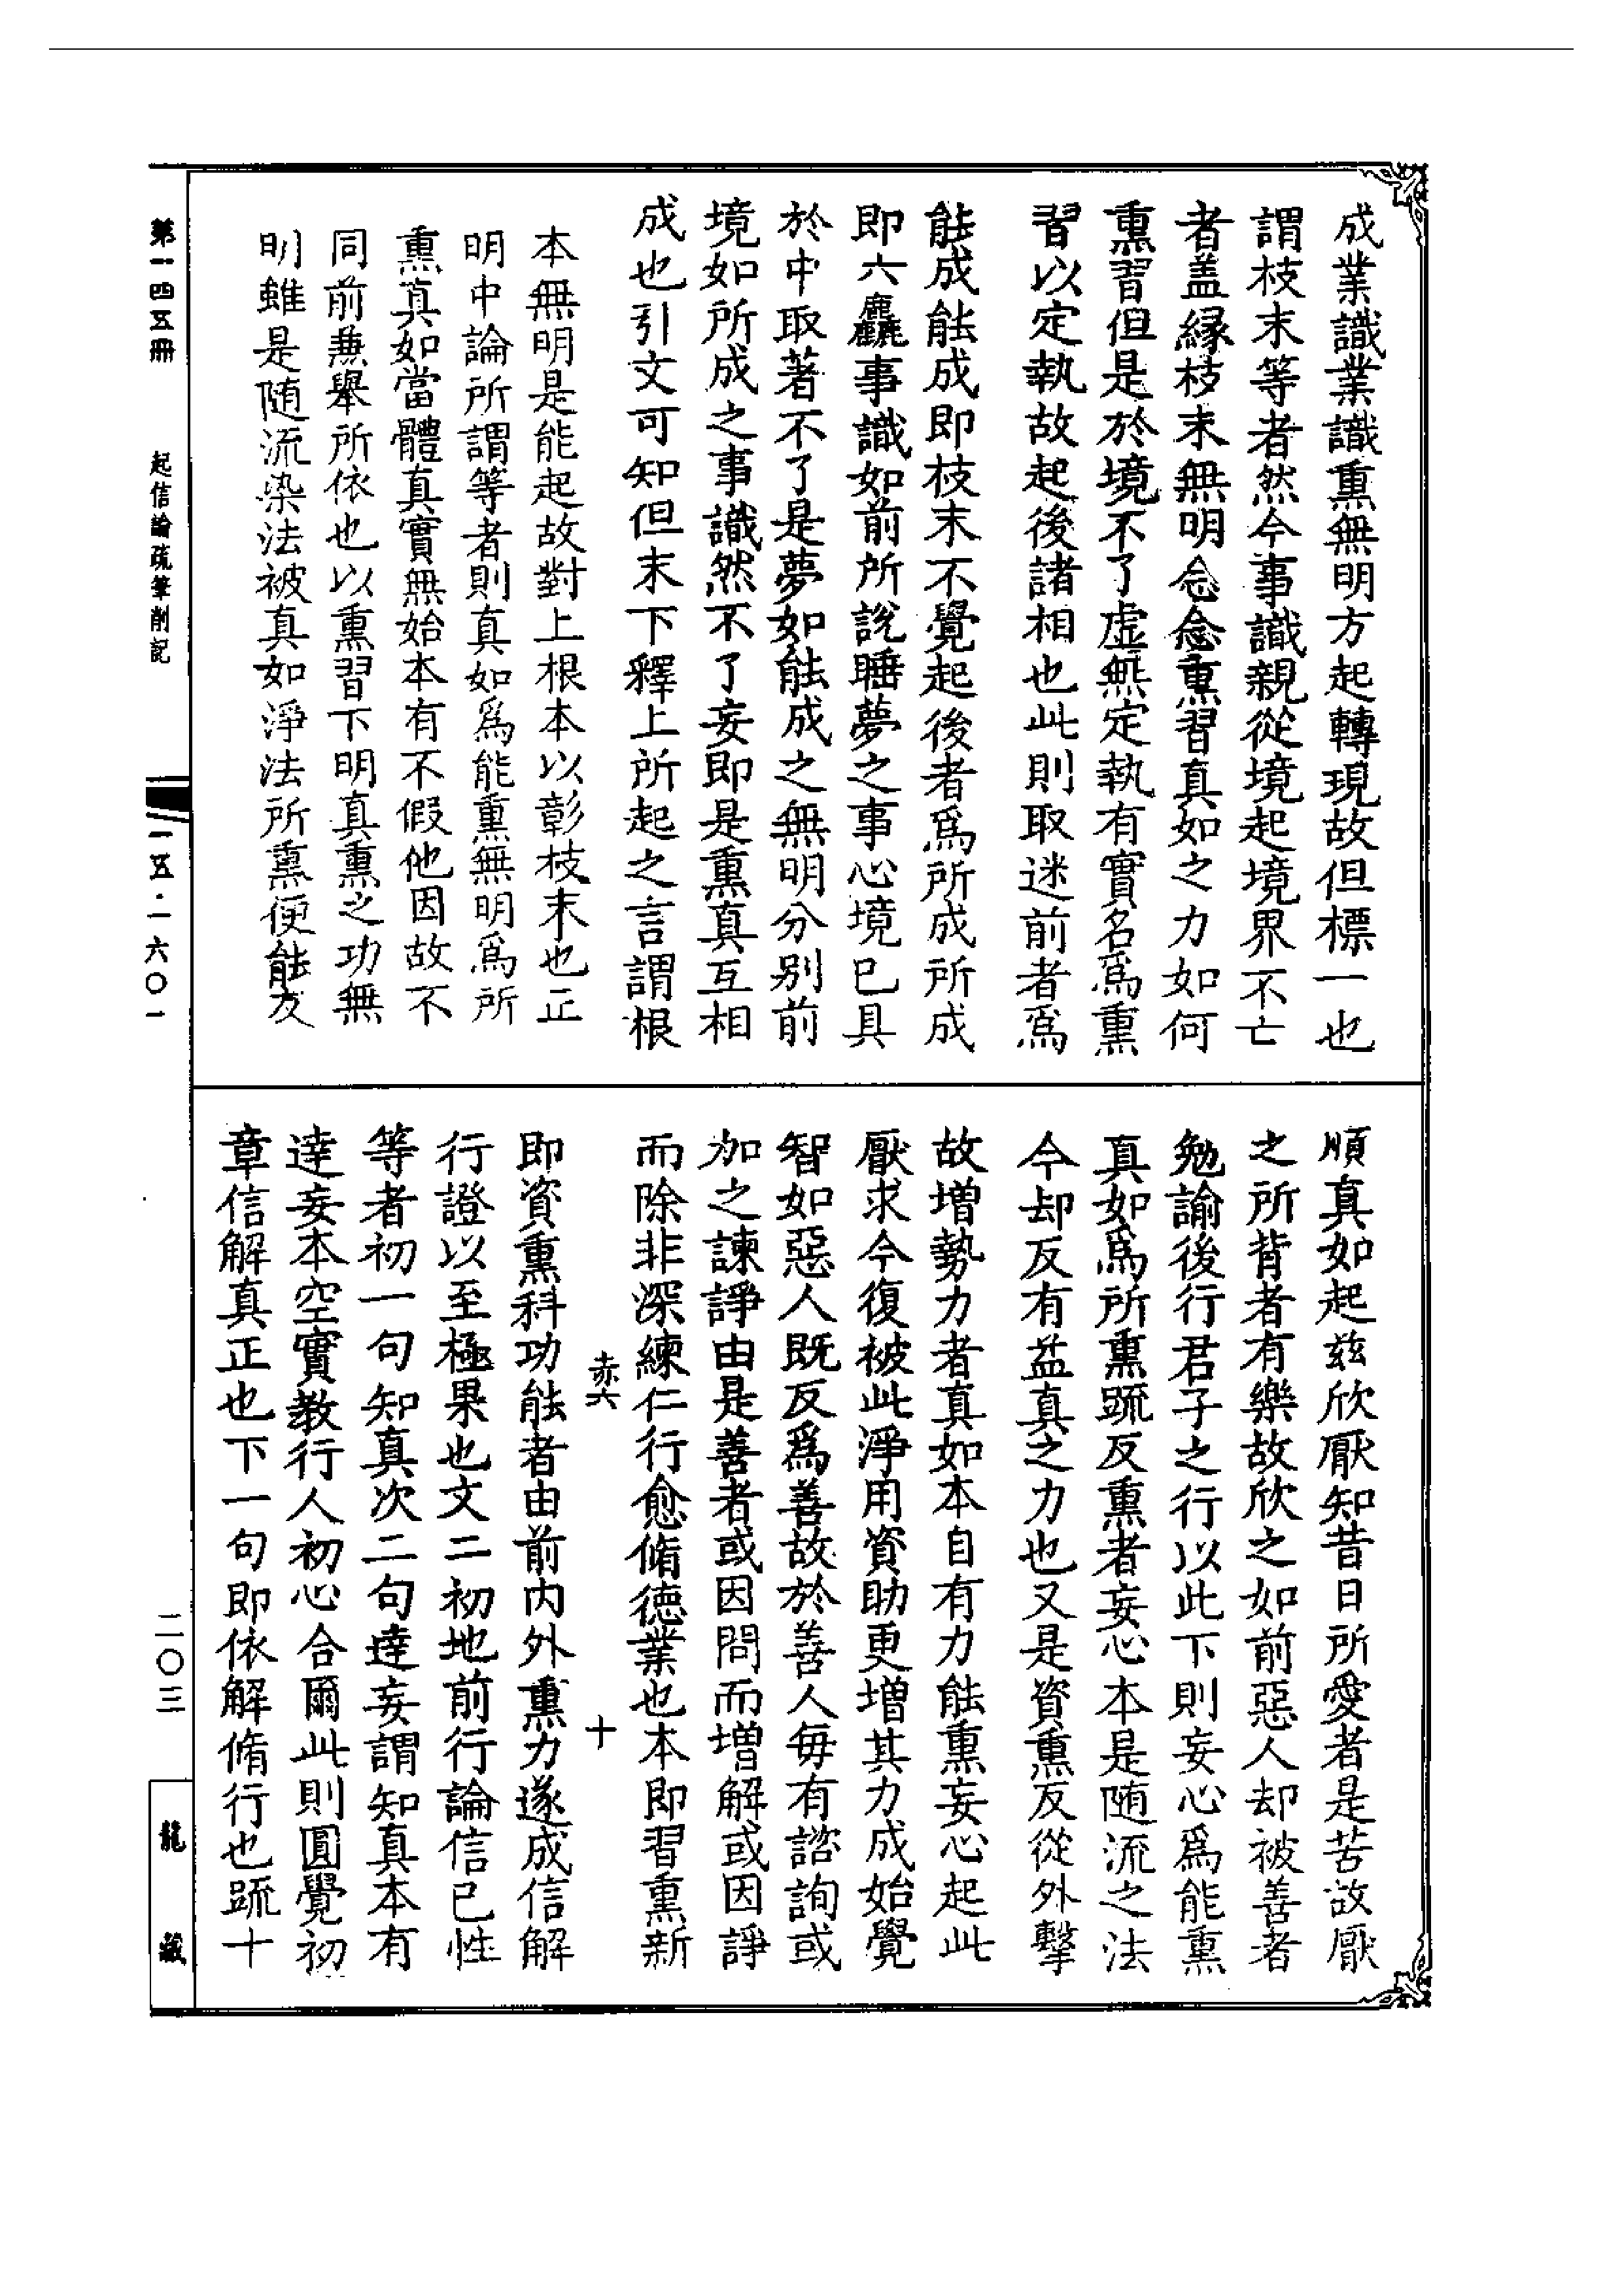 成業識業識熏無明方起轉現故但標一也
謂枝末等者然今事識親從境起境界不亡
者盖緣枝末無明念念熏習真如之力如何
熏習但是於境不了虛無定執有實名爲熏
習以定執故起後諸相也此則取迷前者爲
能成能成即枝末不覺起後者爲所成所成
即六麤事識如前所說睡夢之事心境已具
於中取著不了是夢如能成之無明分别前
境如所成之事識然不了妄即是熏真互相
成也引文可知但末下釋上所起之言謂根
本無明是能起故對上根本以彰枝末也正
明中論所謂等者則真如爲能熏無明爲所
熏真如當體真實無始本有不假他因故不
同前兼舉所依也以熏習下明真熏之功無
明雖是随流染法被真如淨法所熏便能友
順真如起兹欣厭知昔日所愛者是苦故厭
之所背者有樂故欣之如前惡人却被善者
勉諭後行君子之行以此下則妄心爲能熏
真如爲所熏䟽反熏者妄心本是随流之法
今却反有益真之力也又是資熏反從外擊
故增勢力者真如本自有力能熏妄心起此
厭求今復被此淨用資助更增其力成始覺
智如惡人既反爲善故於善人每有諮詢或
加之諫諍由是善者或因問而增解或因諍
而除非深練仁行愈脩德業也本即習熏新
赤六 十
即資熏科功能者由前内外熏力遂成信解
行證以至極果也文二初地前行論信已性
等者初一句知真次二句達妄謂知真本有
達妄本空實教行人初心合爾此則圓覺初
章信解真正也下一句即依解脩行也䟽十
第一四五冊 起信論疏筆削記 一五·一六〇一 二〇三 龍藏